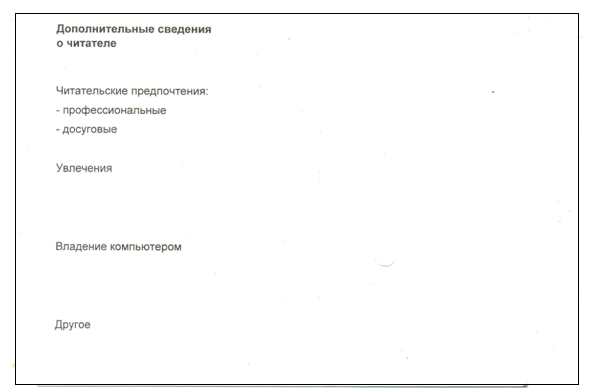 Дополнительные сведения
о читателе
Читательские предпочтения:
- профессиональные
- досуговые
Увлечения
Владение компьютером
Другое